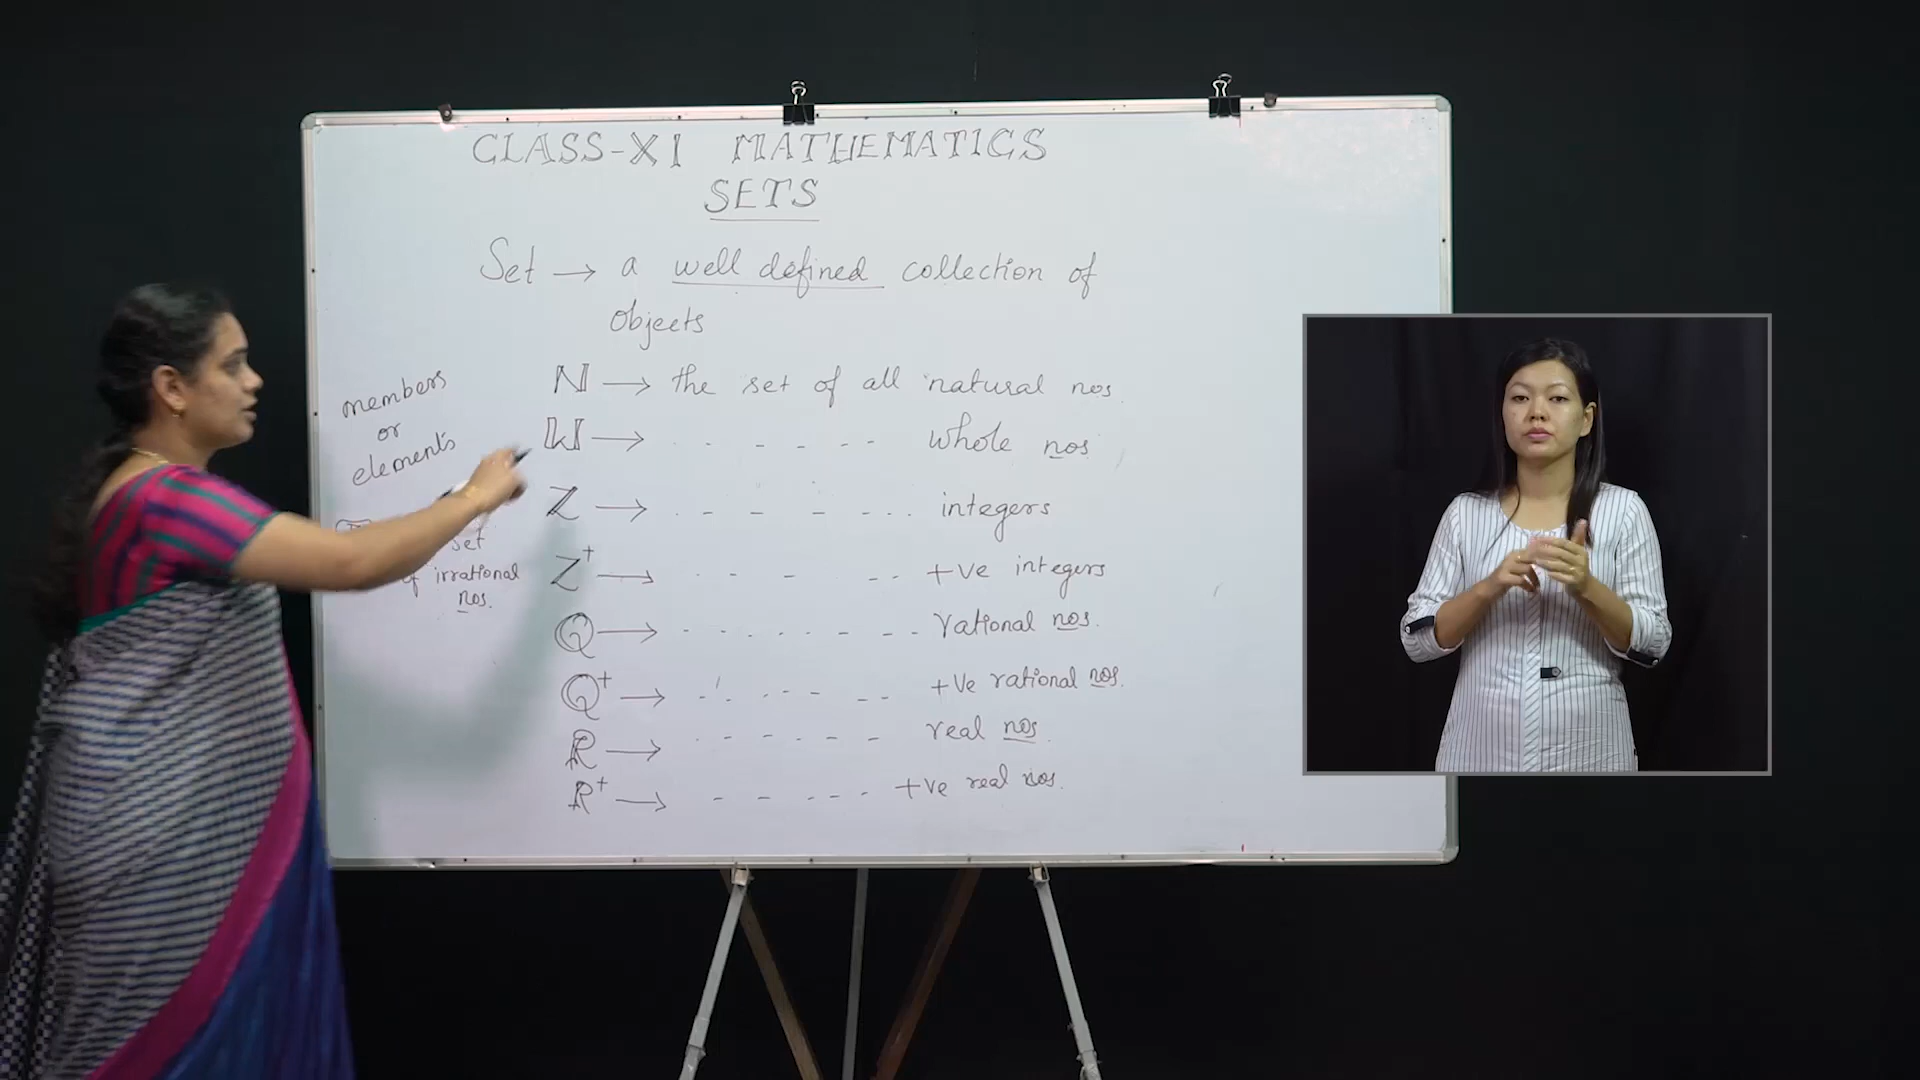 CLASS-XI MATHEMATICS
SETS
Set → a well defined collection of
objects
members
or
elements
set
of irrational
nos.
N → the set of all natural nos.
W → - - - - - whole nos
Z → - - - - - integers
Z⁺ → - - - - - +ve integers
Q → - - - - - rational nos.
Q⁺ → - - - - - +ve rational nos.
R → - - - - - real nos.
R⁺ → - - - - - +ve real nos.